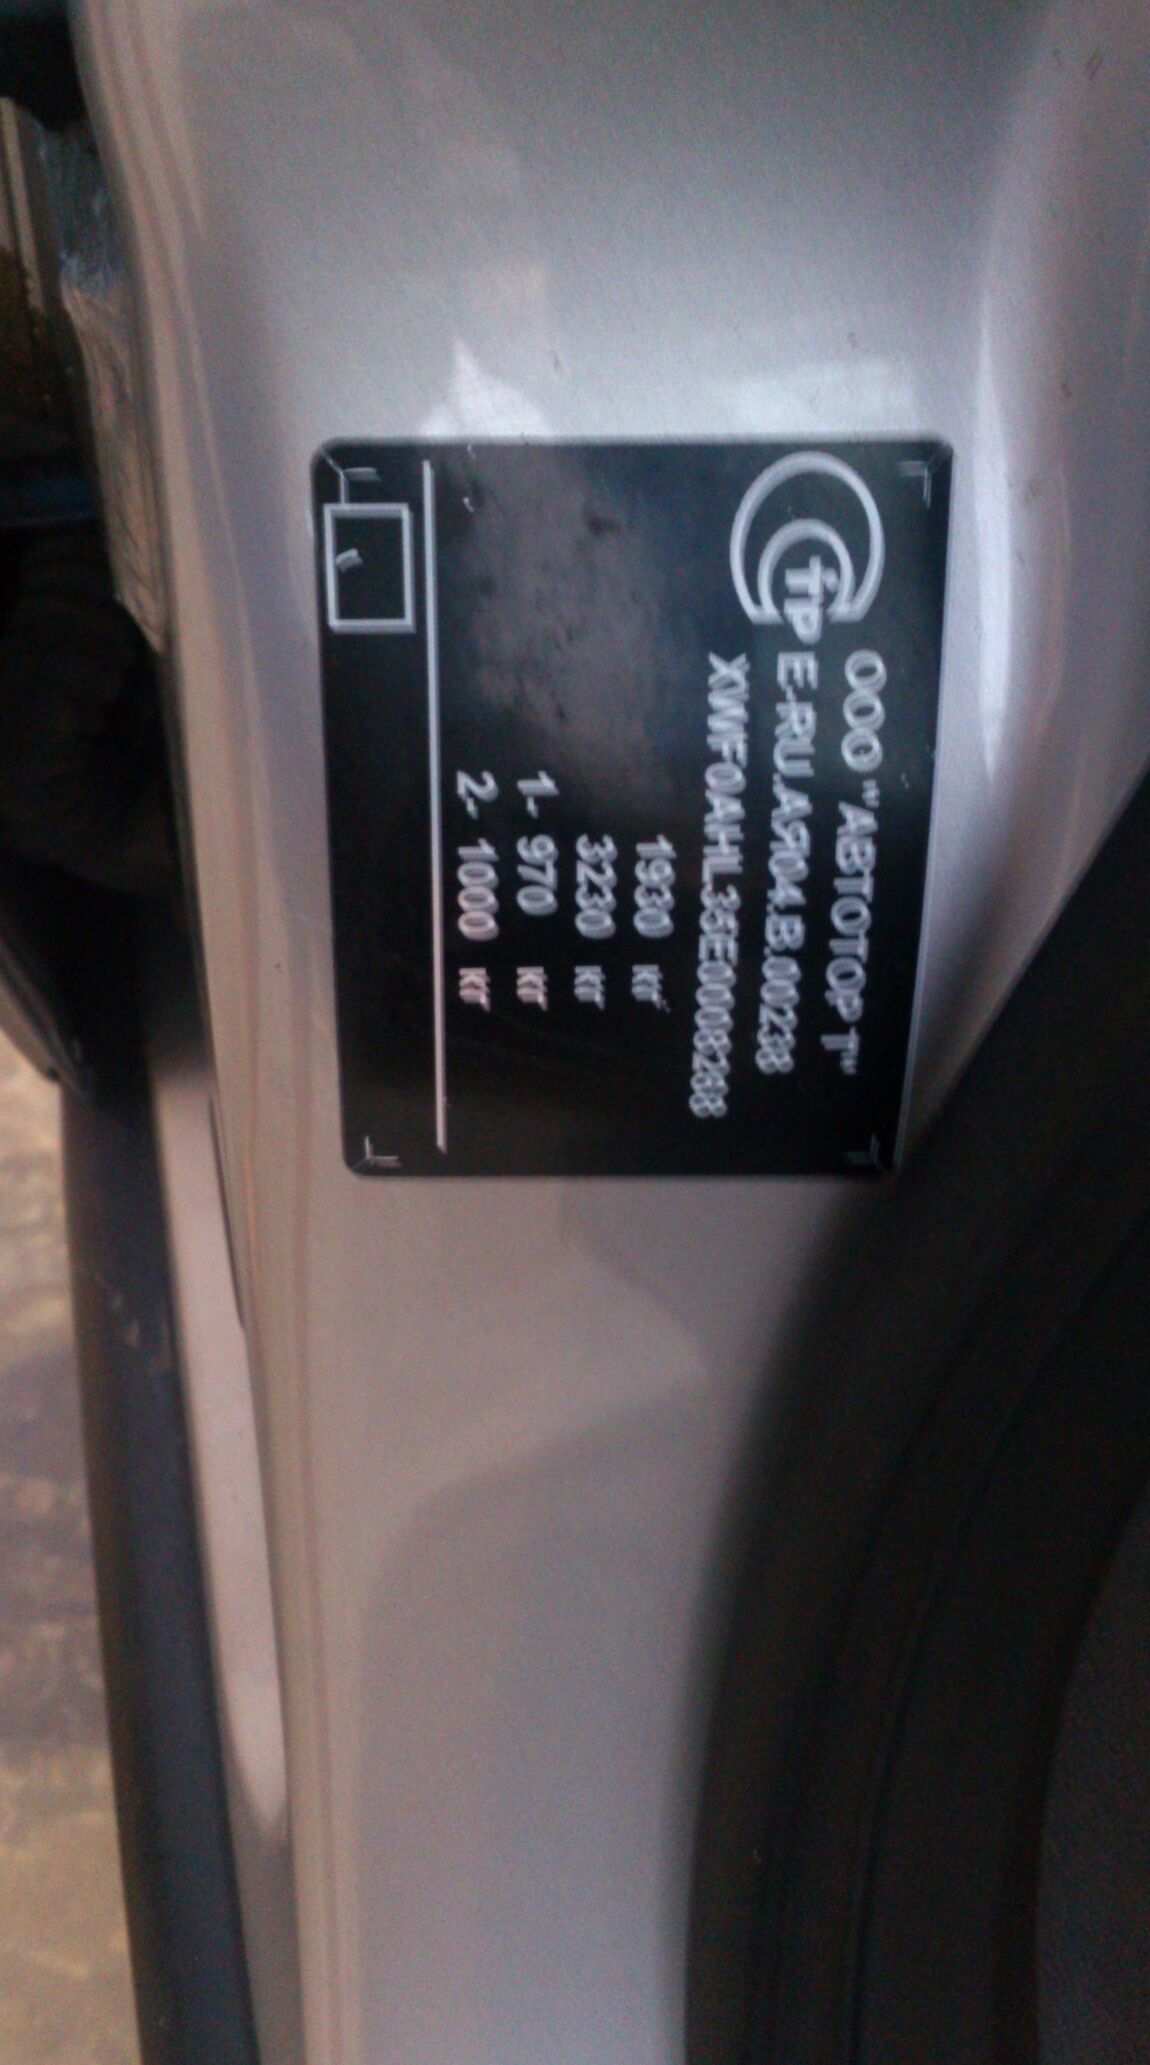 ООО "АВТОТОР Т"
E-RU.АЯ04.В.00238
XWF0AHL35E0008268
1930 кг
3230 кг
1- 970 кг
2- 1000 кг